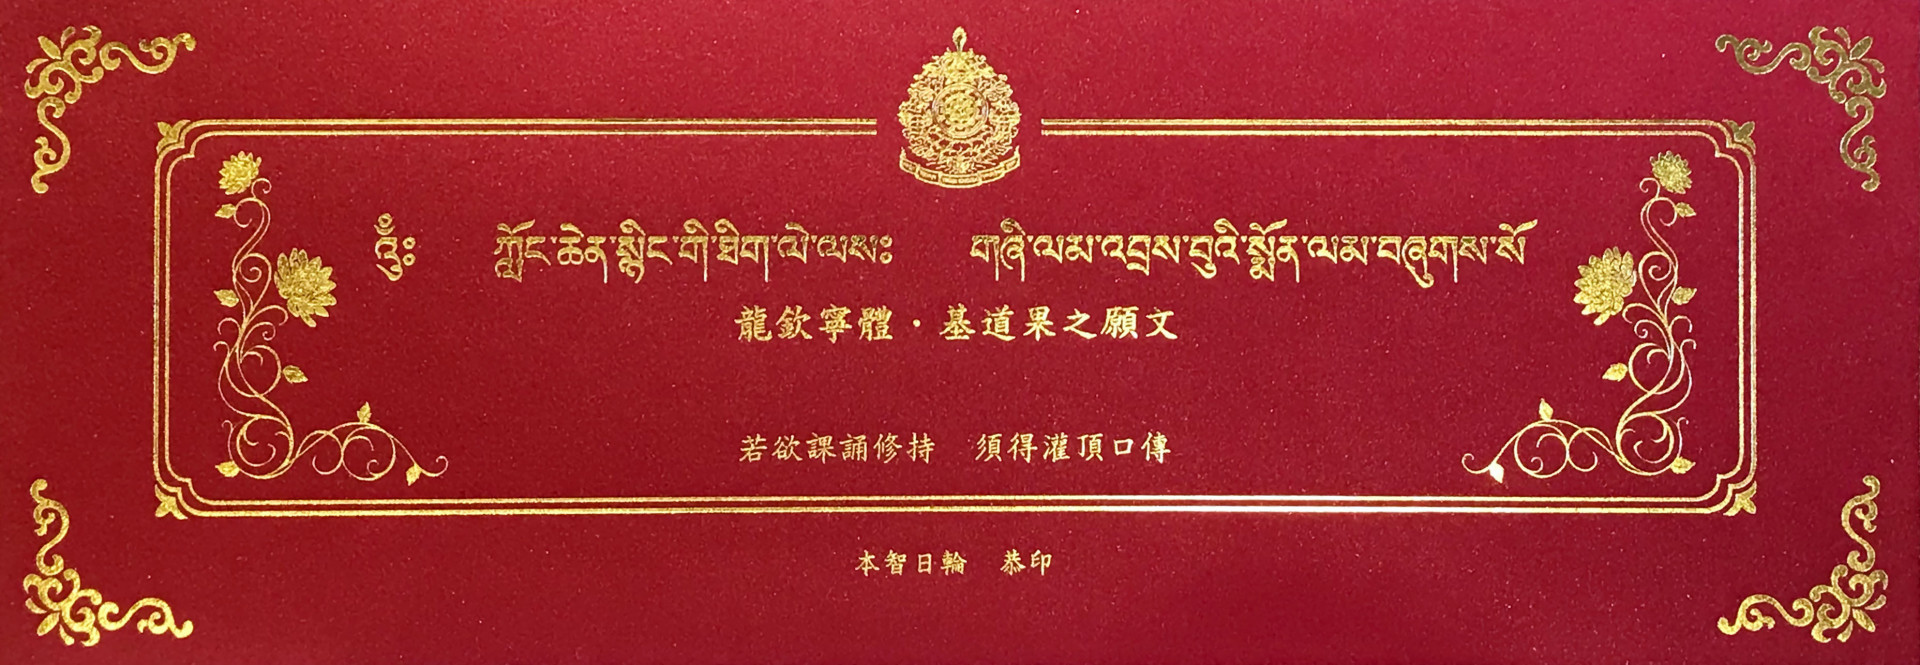 འུྃ༔ ཀློང་ཆེན་སྙིང་གི་ཐིག་ལེ་ལས༔ གཞི་ལམ་འབྲས་བུའི་སྨོན་ལམ་བཞུགས་སོ
龍欽寧體・基道果之願文
若欲課誦修持　須得灌頂口傳
本智日輪　恭印